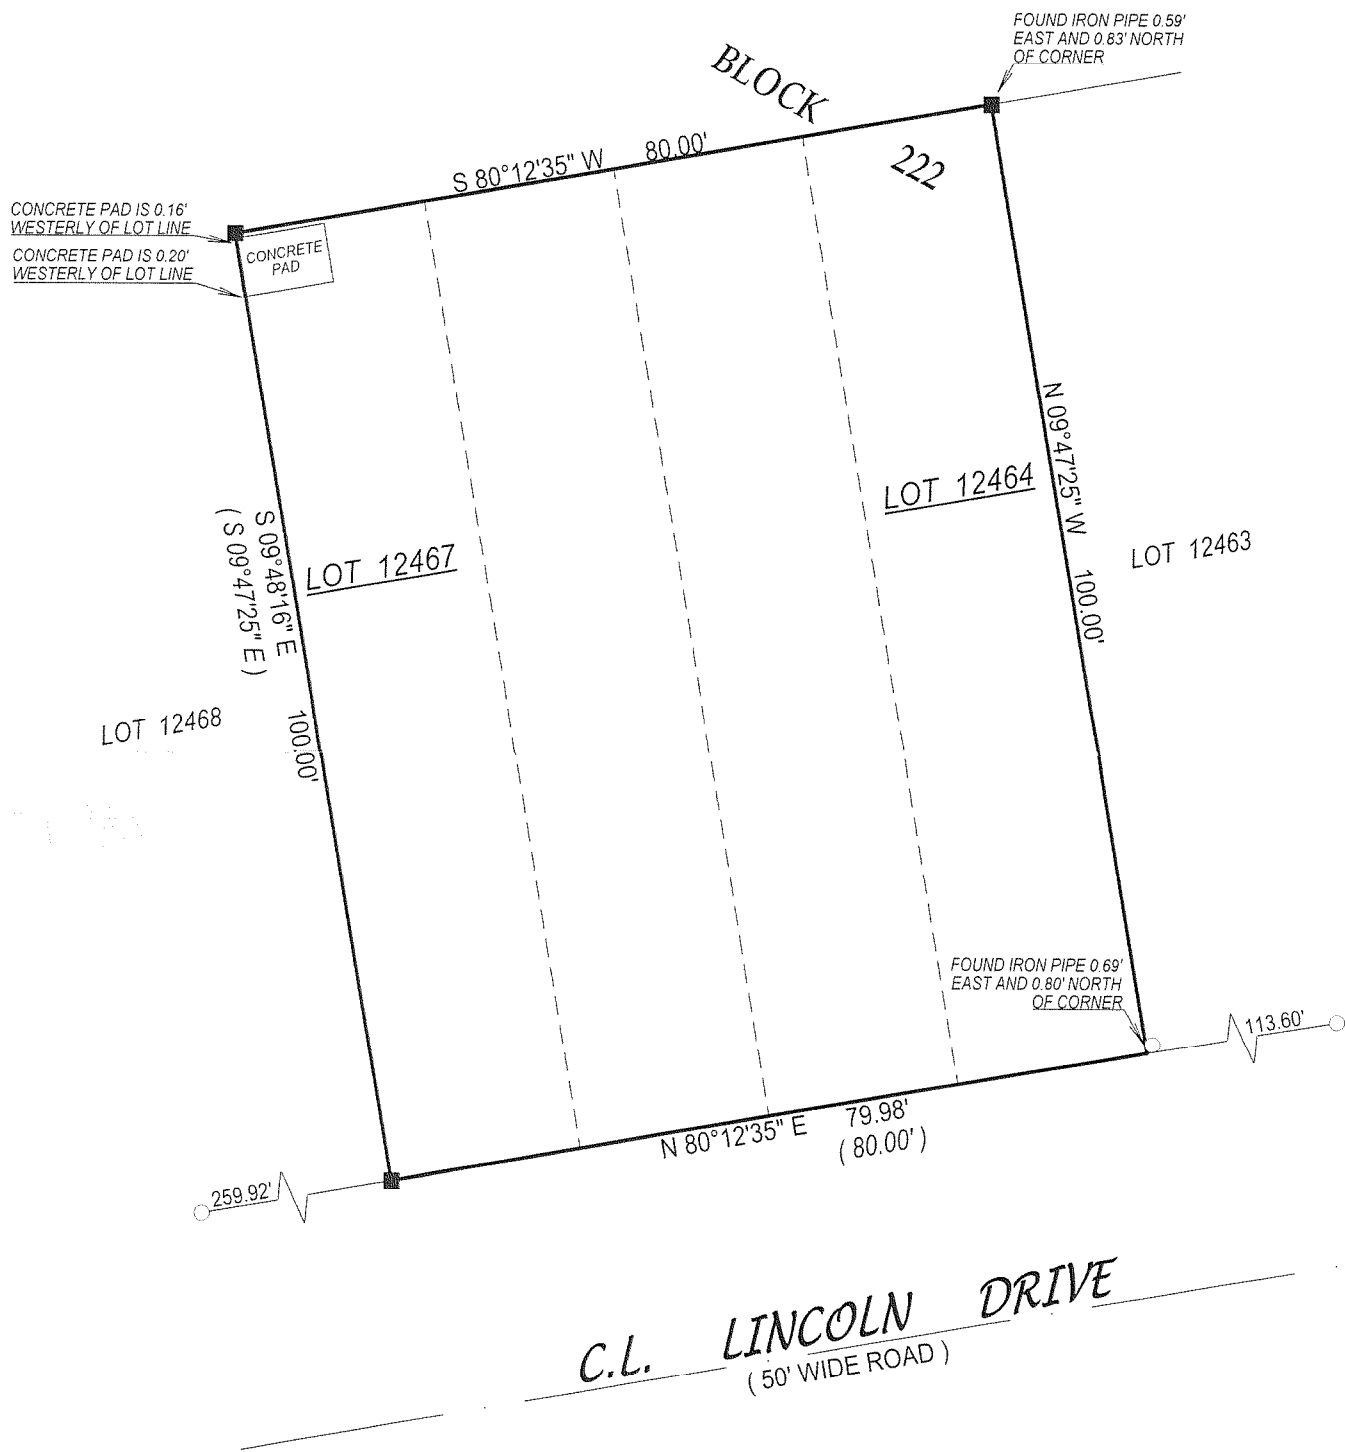 FOUND IRON PIPE 0.59'
EAST AND 0.83' NORTH
OF CORNER
BLOCK
222
S 80°12'35" W 80.00'
CONCRETE PAD IS 0.16'
WESTERLY OF LOT LINE
CONCRETE PAD IS 0.20'
WESTERLY OF LOT LINE
CONCRETE
PAD
N 09°47'25" W 100.00'
LOT 12464
LOT 12463
LOT 12467
S 09°48'16" E 100.00'
( S 09°47'25" E )
LOT 12468
FOUND IRON PIPE 0.69'
EAST AND 0.80' NORTH
OF CORNER
113.60'
N 80°12'35" E 79.98'
( 80.00' )
259.92'
C.L. LINCOLN DRIVE
( 50' WIDE ROAD )